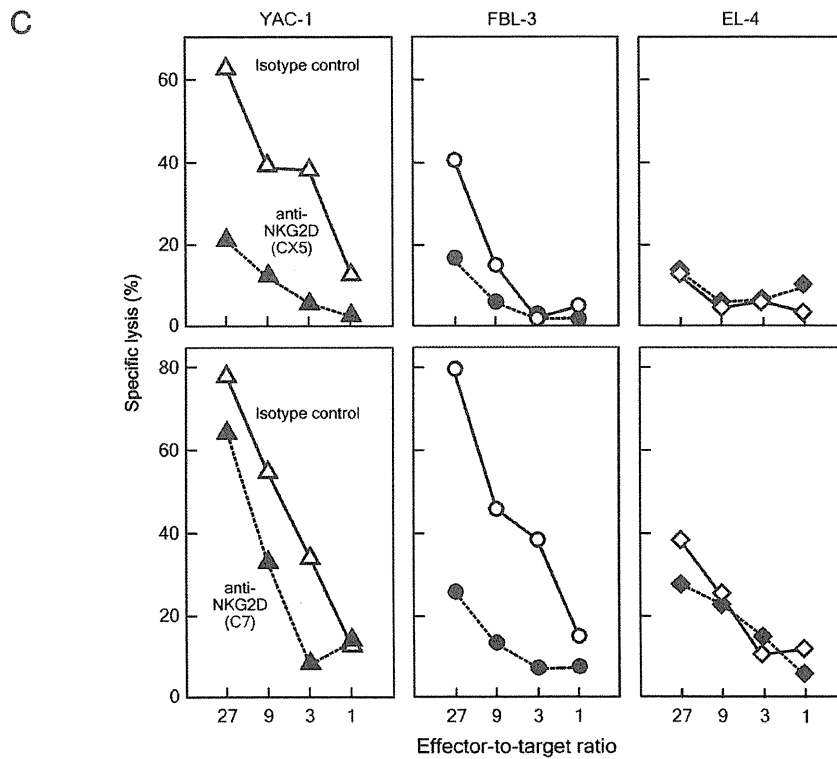 C
YAC-1 FBL-3 EL-4
Isotype control
60
40
anti-
NKG2D
(CX5)
20
0
Specific lysis (%)
80
Isotype control
60
40
anti-
NKG2D
(C7)
20
0
27 9 3 1 27 9 3 1 27 9 3 1
Effector-to-target ratio